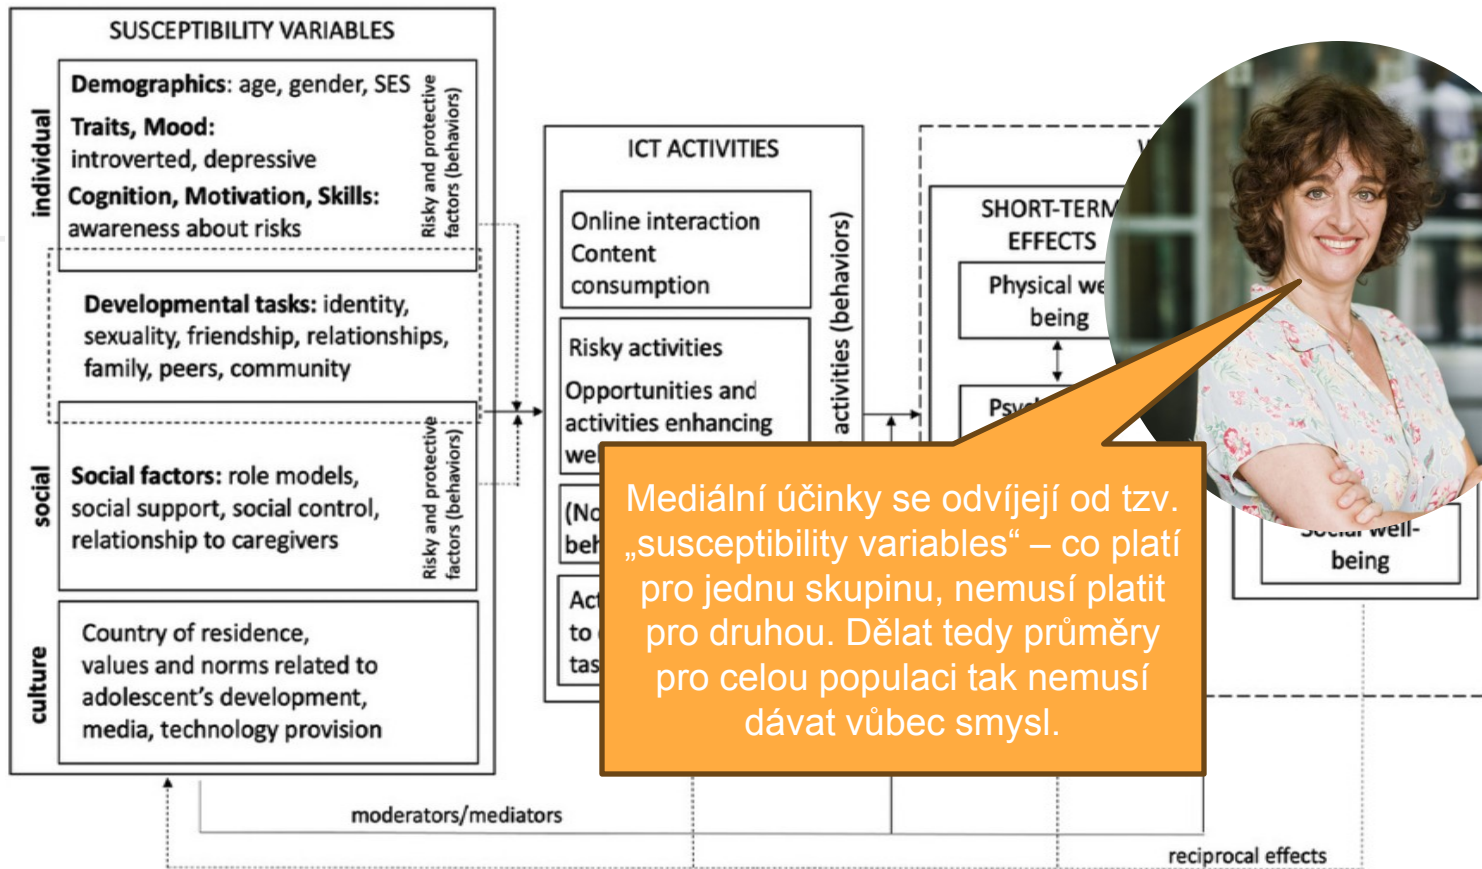 SUSCEPTIBILITY VARIABLES
individual
Demographics: age, gender, SES
Traits, Mood:
introverted, depressive
Cognition, Motivation, Skills:
awareness about risks
Risky and protective
factors (behaviors)
Developmental tasks: identity,
sexuality, friendship, relationships,
family, peers, community
social
Social factors: role models,
social support, social control,
relationship to caregivers
Risky and protective
factors (behaviors)
culture
Country of residence,
values and norms related to
adolescent's development,
media, technology provision
ICT ACTIVITIES
Online interaction
Content
consumption
Risky activities
Opportunities and
activities enhancing
activities (behaviors)
SHORT-TERM
EFFECTS
Physical
being
Social well-
being
Mediální účinky se odvíjejí od tzv.
„susceptibility variables“ – co platí
pro jednu skupinu, nemusí platit
pro druhou. Dělat tedy průměry
pro celou populaci tak nemusí
dávat vůbec smysl.
moderators/mediators
reciprocal effects